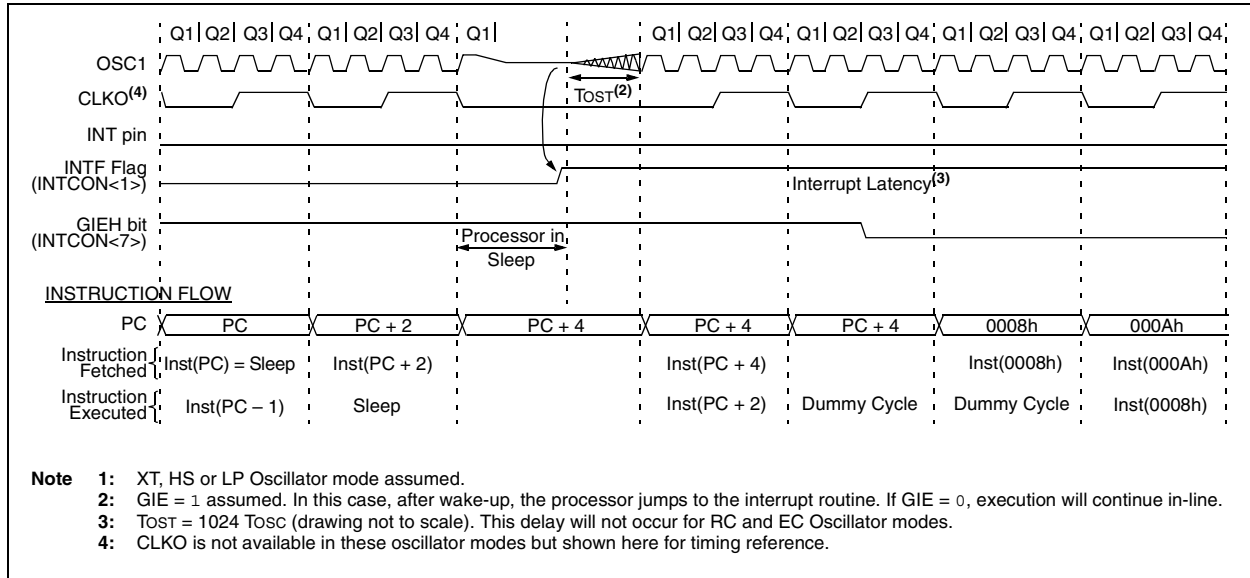 Q1 Q2 Q3 Q4 Q1 Q2 Q3 Q4 Q1 Q1 Q2 Q3 Q4 Q1 Q2 Q3 Q4 Q1 Q2 Q3 Q4 Q1 Q2 Q3 Q4
OSC1
TOST(2)
CLKO(4)
INT pin
INTF Flag
(INTCON<1>)
Interrupt Latency(3)
GIEH bit
(INTCON<7>)
Processor in
Sleep
INSTRUCTION FLOW
PC PC PC + 2 PC + 4 PC + 4 PC + 4 0008h 000Ah
Instruction
Fetched
Inst(PC) = Sleep Inst(PC + 2) Inst(PC + 4) Inst(0008h) Inst(000Ah)
Instruction
Executed
Inst(PC – 1) Sleep Inst(PC + 2) Dummy Cycle Dummy Cycle Inst(0008h)
Note 1: XT, HS or LP Oscillator mode assumed.
2: GIE = 1 assumed. In this case, after wake-up, the processor jumps to the interrupt routine. If GIE = 0, execution will continue in-line.
3: TOST = 1024 TOSC (drawing not to scale). This delay will not occur for RC and EC Oscillator modes.
4: CLKO is not available in these oscillator modes but shown here for timing reference.